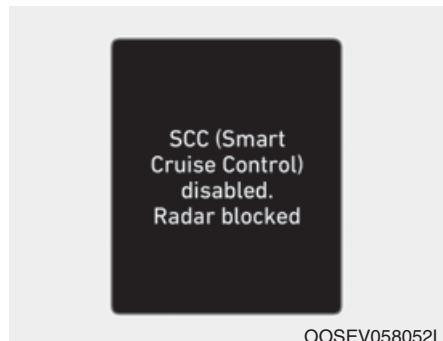 SCC (Smart
Cruise Control)
disabled.
Radar blocked
OOSEV058052L